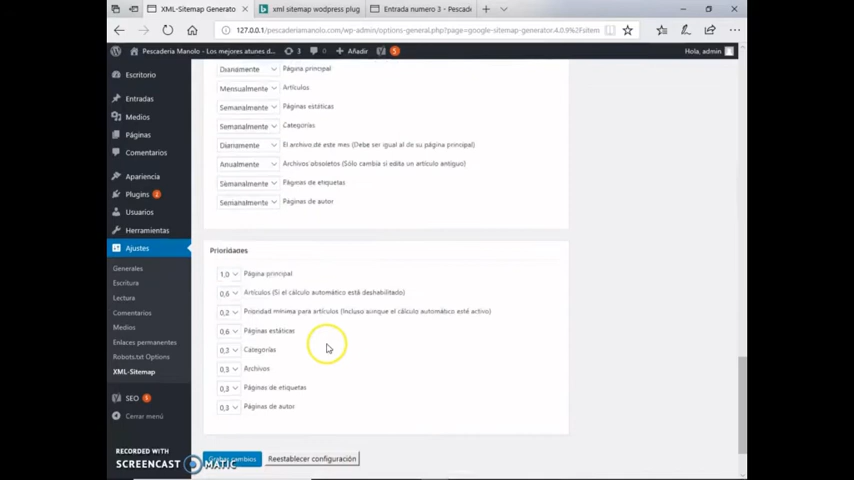 XML-Sitemap Generato
xml sitemap wodpress plug
Entrada numero 3 - Pescade
127.0.0.1/pescaderiamanolo/wp-admin/options-general.php?page=google-sitemap-generator.4.0.9%2Fsitem
Pescaderia Manolo - Los mejores atunes d...
3
0
+ Añadir
5
Hola, admin
Escritorio
Entradas
Medios
Páginas
Comentarios
Apariencia
Plugins 2
Usuarios
Herramientas
Ajustes
Generales
Escritura
Lectura
Comentarios
Medios
Enlaces permanentes
Robots.txt Options
XML-Sitemap
SEO 5
Cerrar menú
Diariamente Página principal
Mensualmente Artículos
Semanalmente Páginas estáticas
Semanalmente Categorías
Diariamente El archivo de este mes (Debe ser igual al de su página principal)
Anualmente Archivos obsoletos (Sólo cambia si edita un artículo antiguo)
Semanalmente Páginas de etiquetas
Semanalmente Páginas de autor
Prioridades
1,0 Página principal
0,6 Artículos (Si el cálculo automático está deshabilitado)
0,2 Prioridad mínima para artículos (Incluso aunque el cálculo automático esté activo)
0,6 Páginas estáticas
0,3 Categorías
0,3 Archivos
0,3 Páginas de etiquetas
0,3 Páginas de autor
Grabar cambios Reestablecer configuración
RECORDED WITH
SCREENCAST MATIC